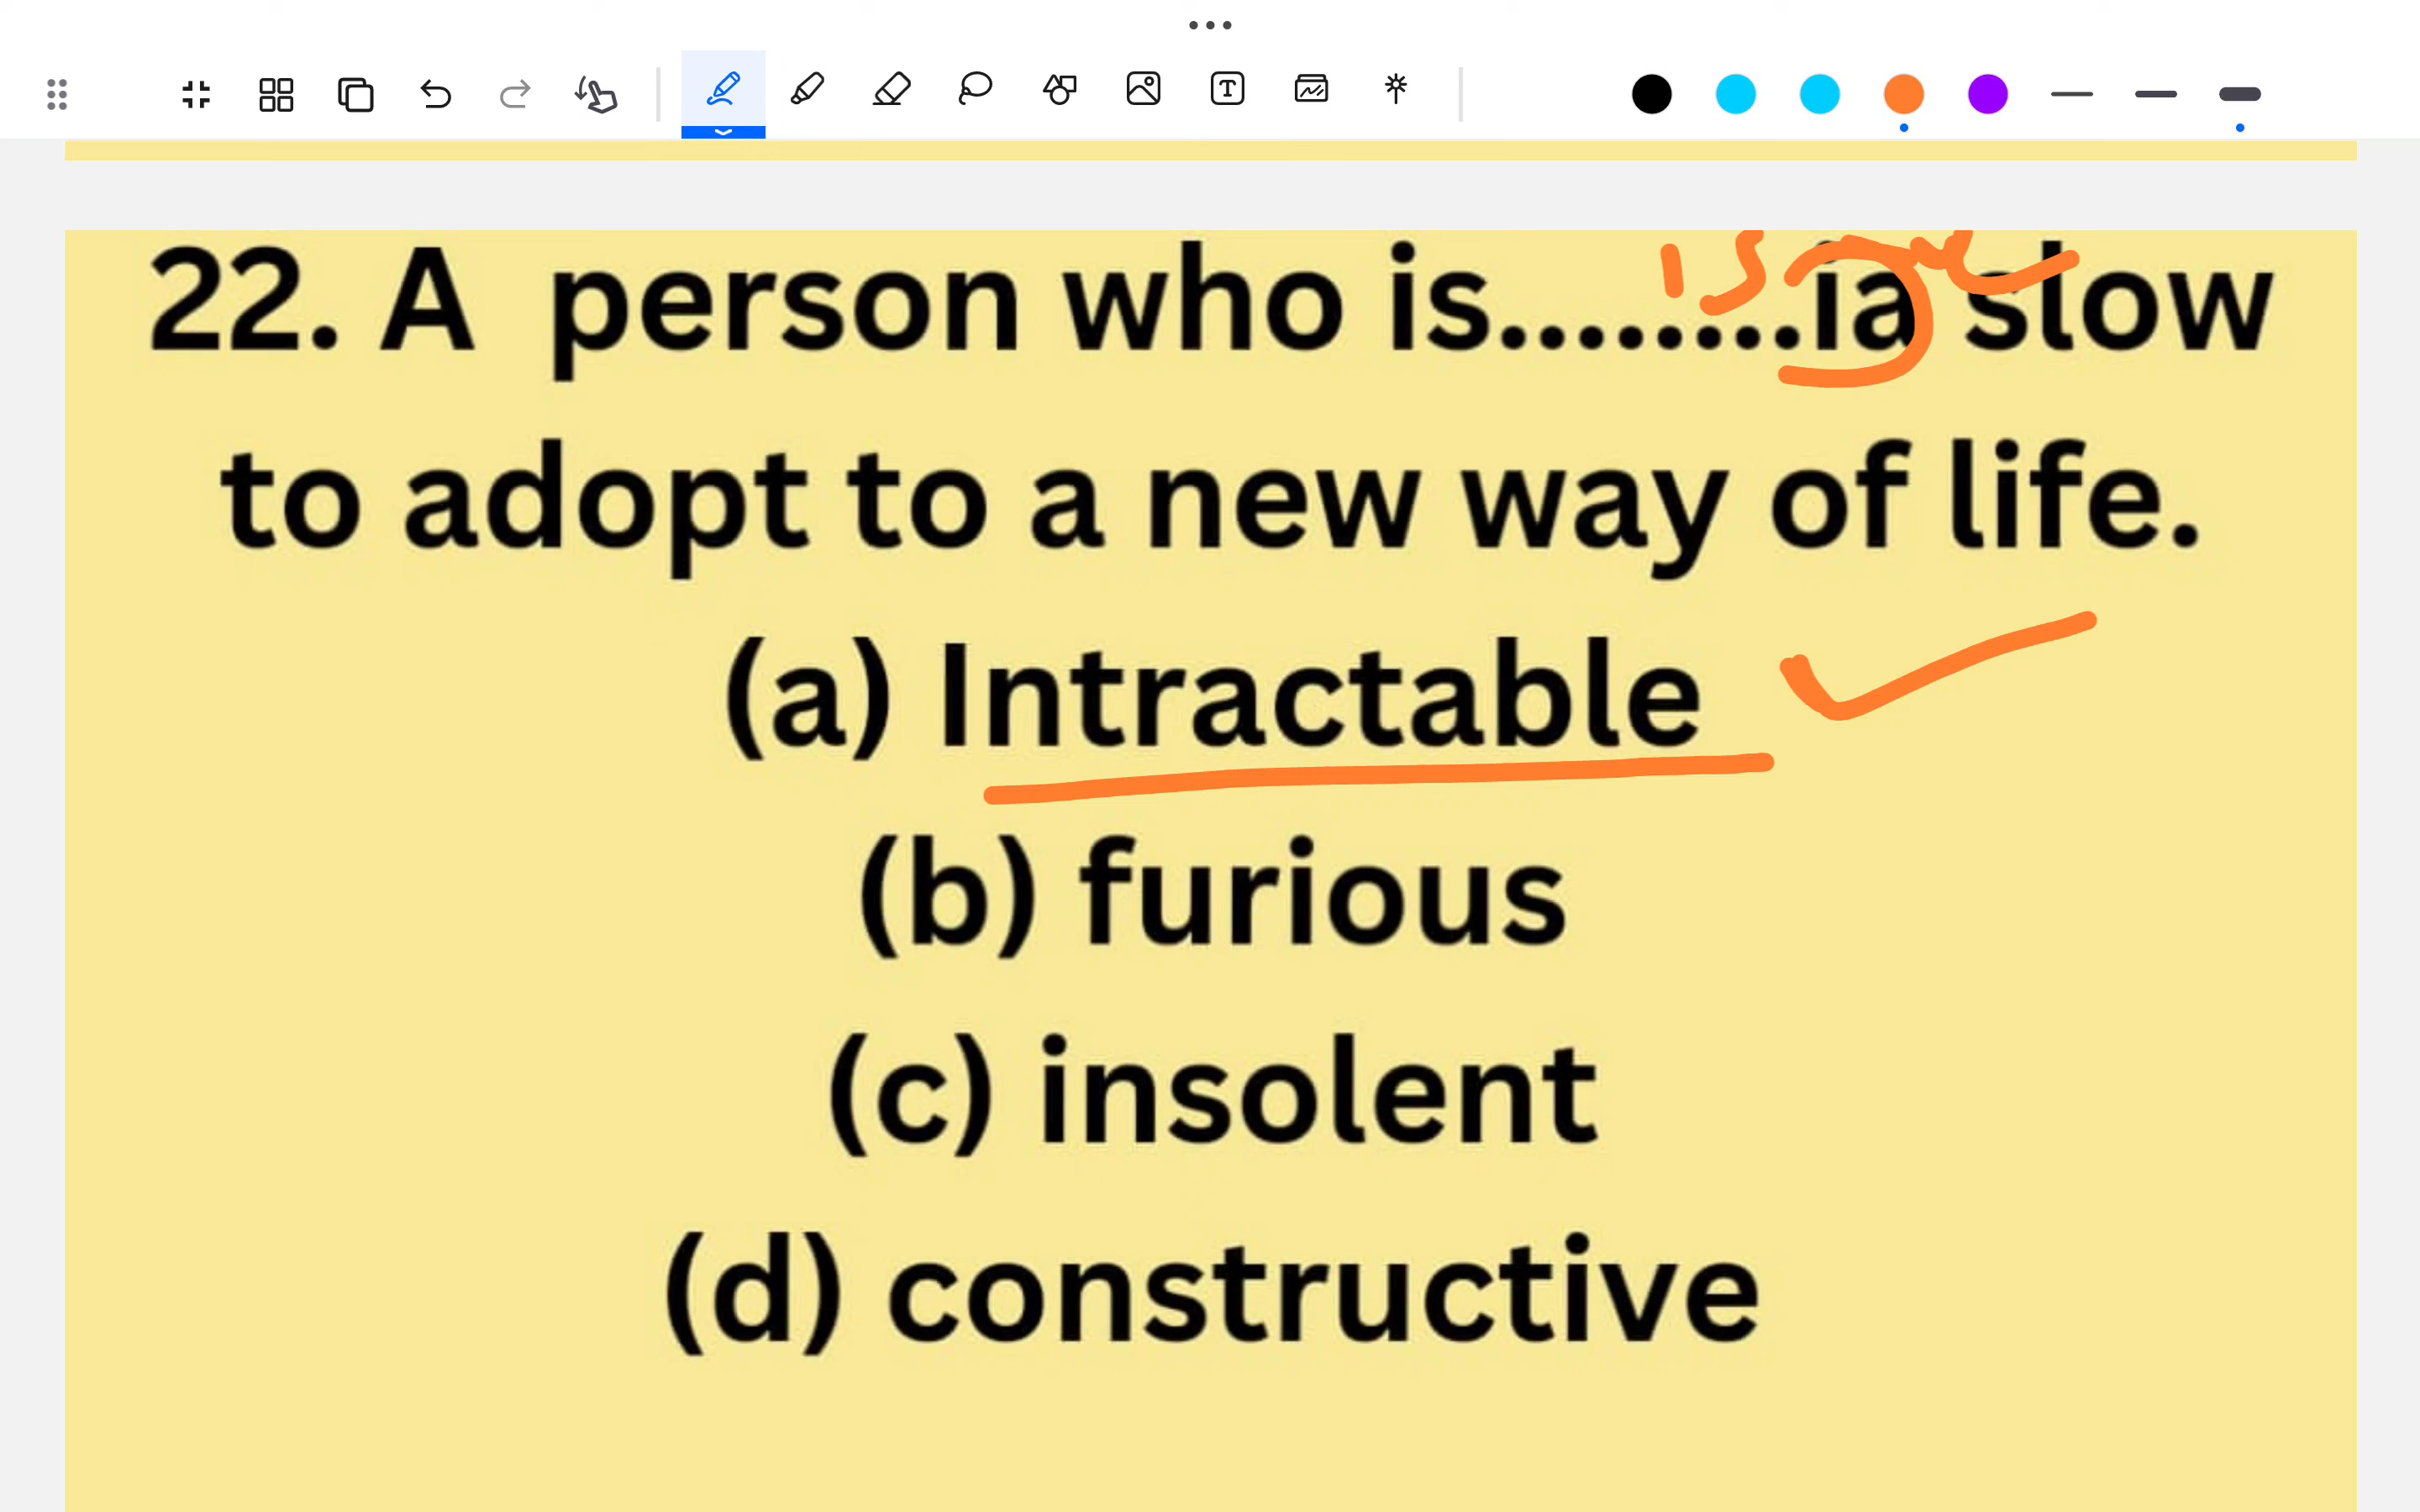 22. A person who is........ia slow
to adopt to a new way of life.
(a) Intractable
(b) furious
(c) insolent
(d) constructive